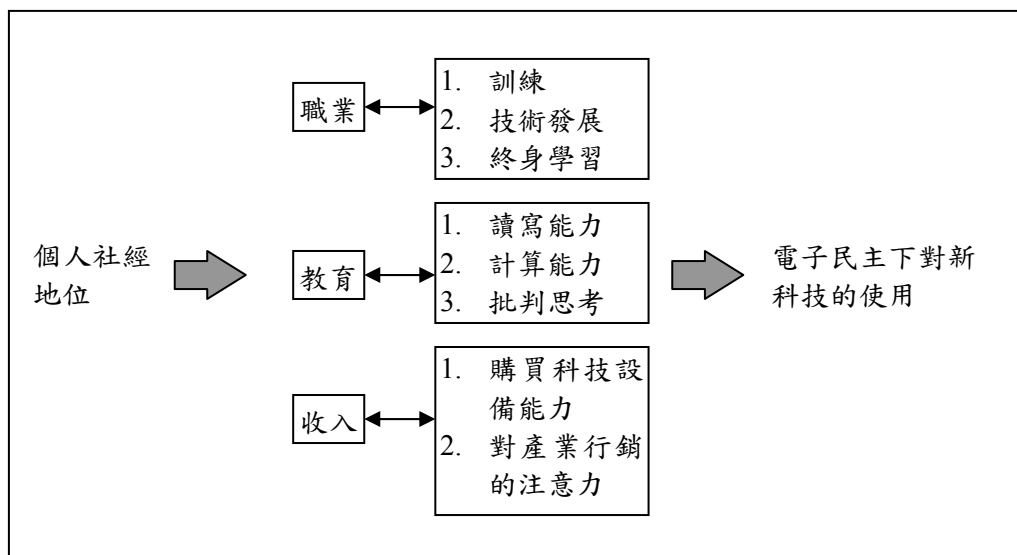 個人社經
地位
職業
1. 訓練
2. 技術發展
3. 終身學習
教育
1. 讀寫能力
2. 計算能力
3. 批判思考
收入
1. 購買科技設
備能力
2. 對產業行銷
的注意力
電子民主下對新
科技的使用